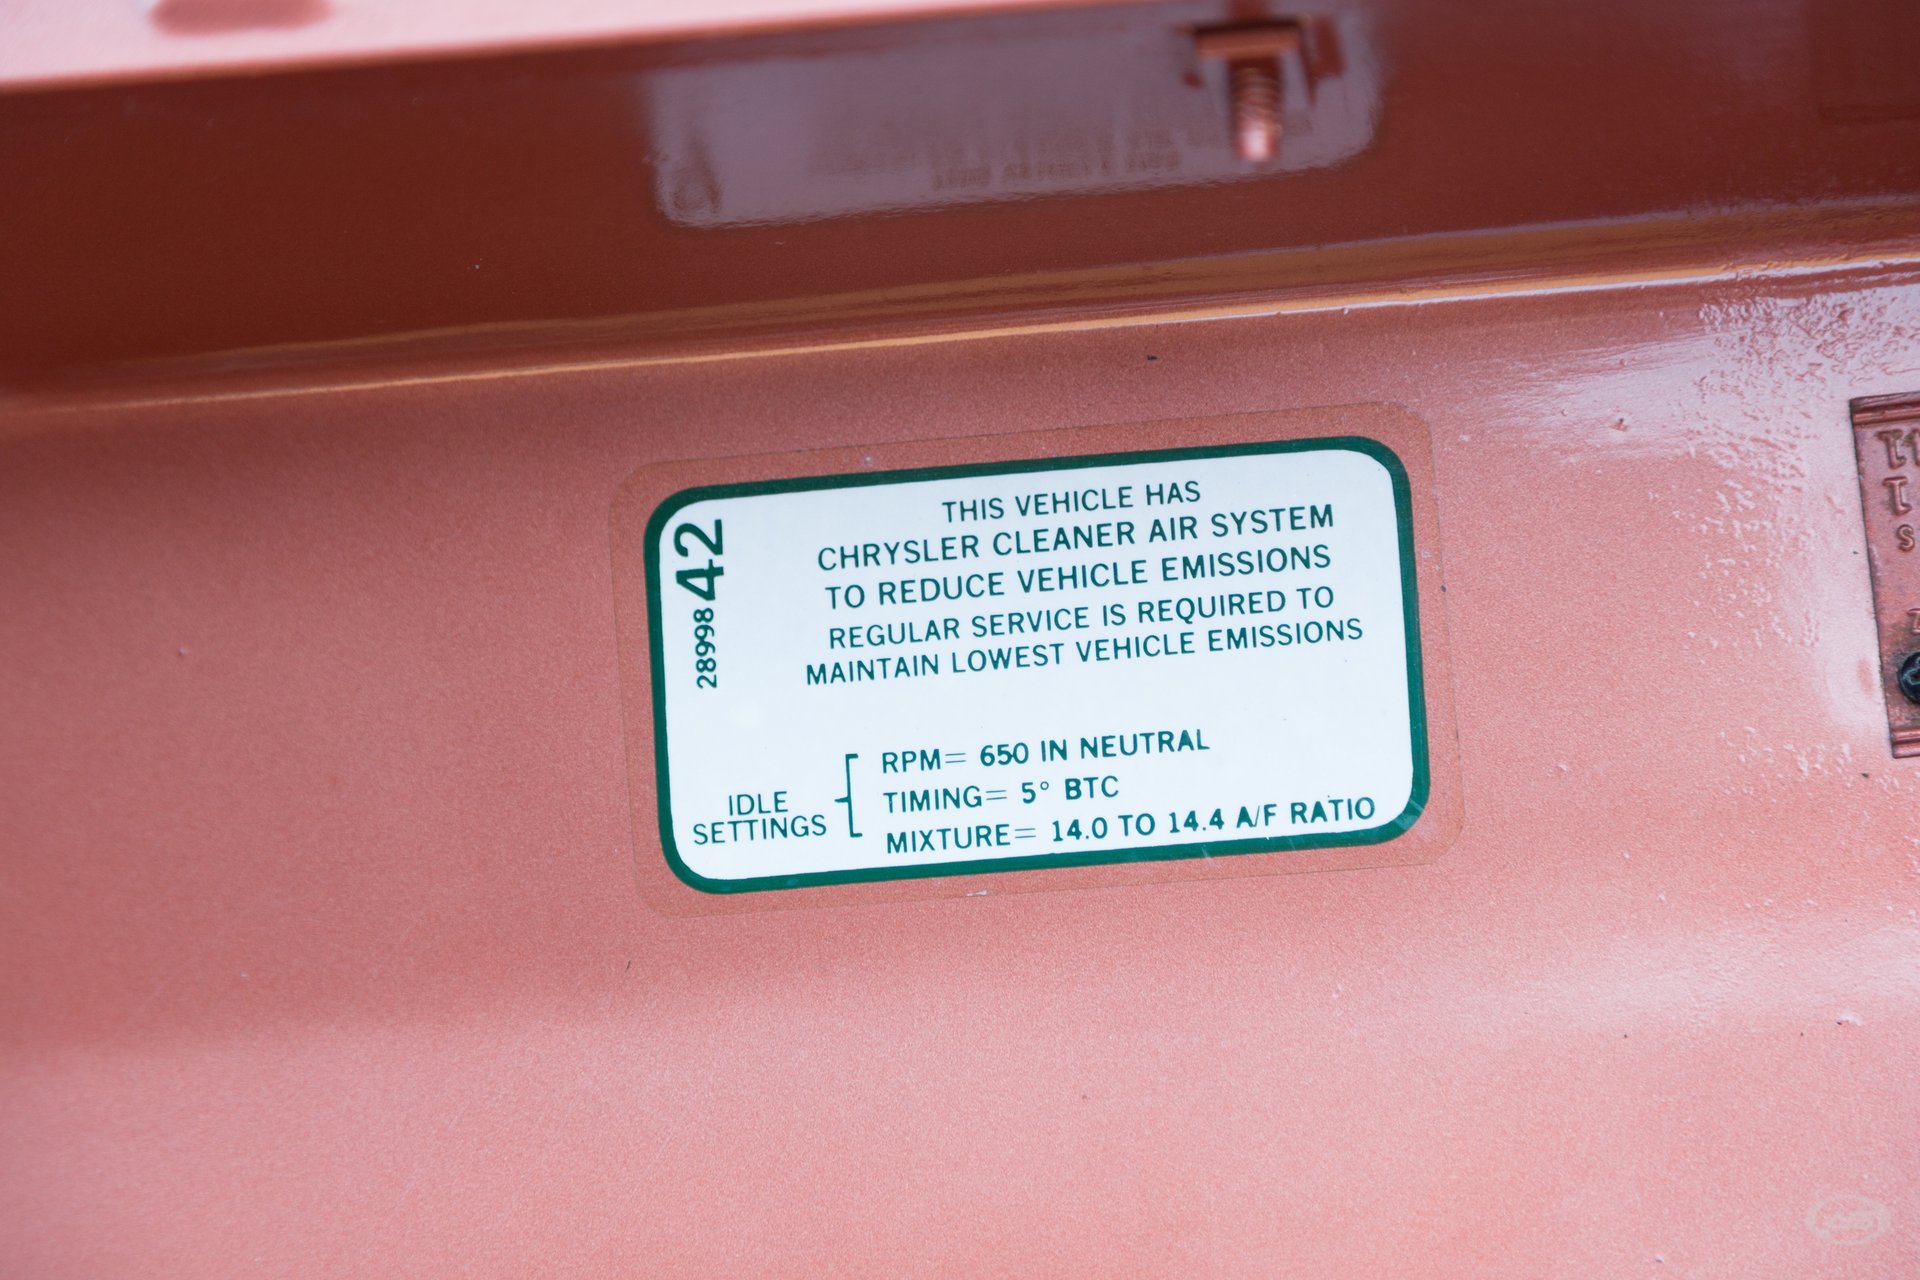 THIS VEHICLE HAS
CHRYSLER CLEANER AIR SYSTEM
TO REDUCE VEHICLE EMISSIONS
REGULAR SERVICE IS REQUIRED TO
MAINTAIN LOWEST VEHICLE EMISSIONS
2899842
IDLE
SETTINGS
RPM= 650 IN NEUTRAL
TIMING= 5° BTC
MIXTURE= 14.0 TO 14.4 A/F RATIO